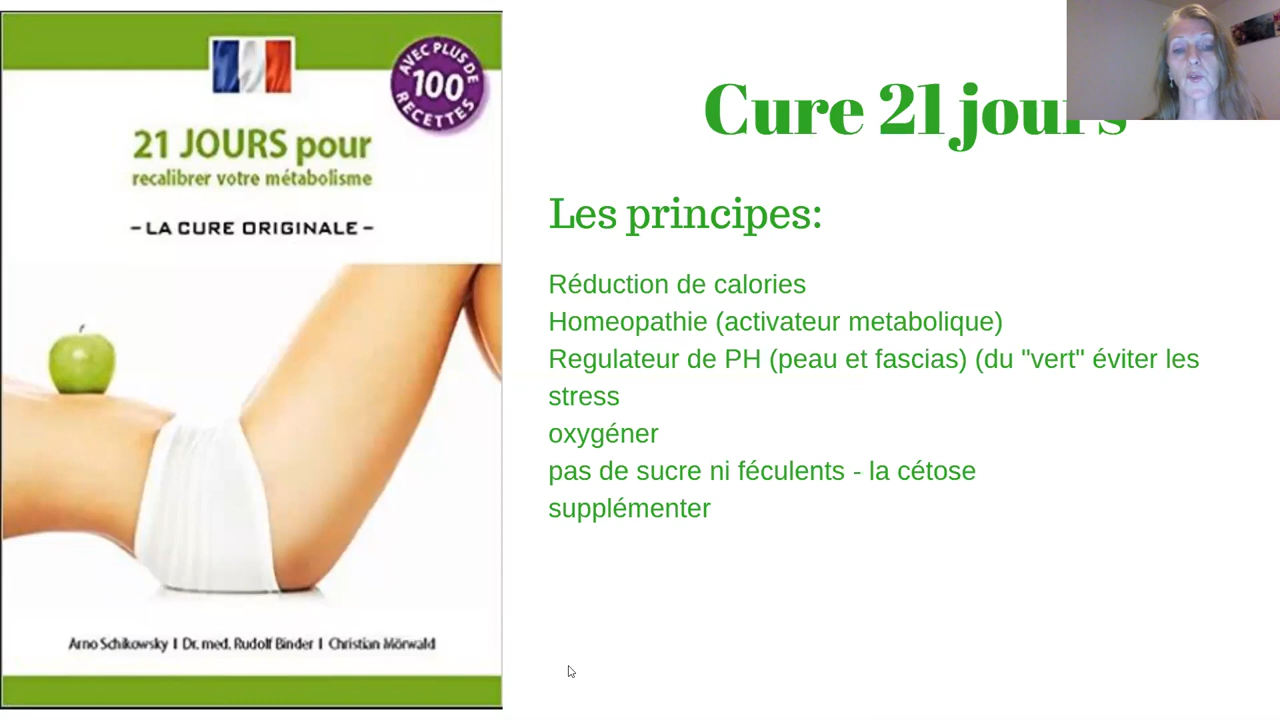 AVEC PLUS DE
100
RECETTES
21 JOURS pour
recalibrer votre métabolisme
– LA CURE ORIGINALE –
Arno Schikowsky I Dr. med. Rudolf Binder I Christian Mörwald
Cure 21 jours
Les principes:
Réduction de calories
Homeopathie (activateur metabolique)
Regulateur de PH (peau et fascias) (du "vert" éviter les
stress
oxygéner
pas de sucre ni féculents - la cétose
supplémenter